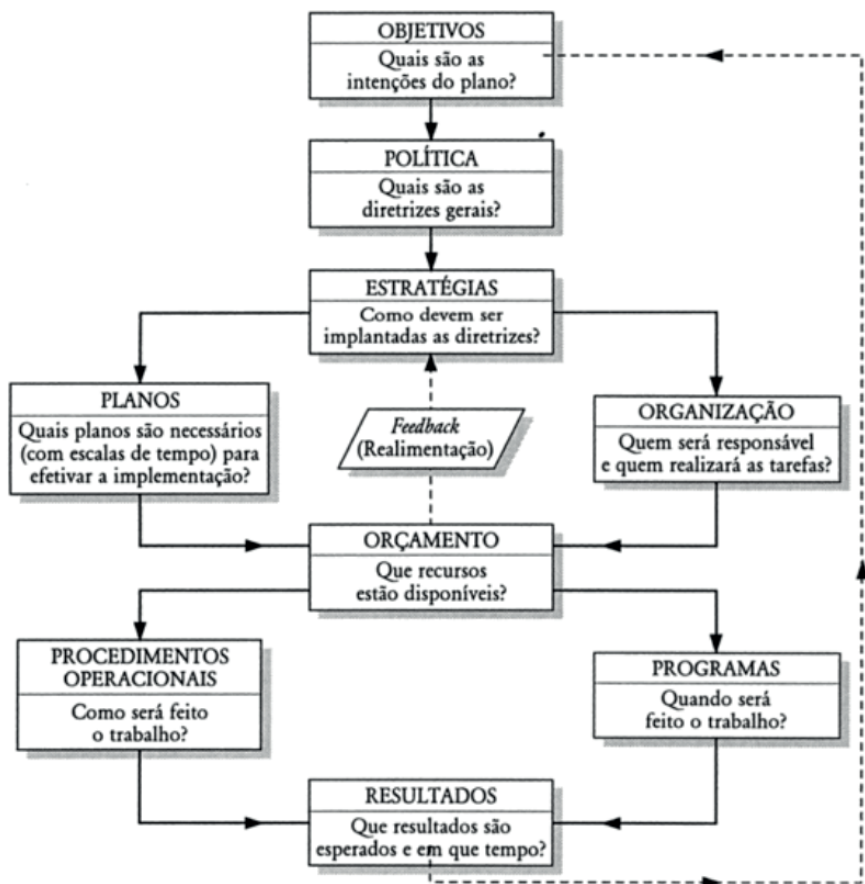 OBJETIVOS
Quais são as
intenções do plano?
POLÍTICA
Quais são as
diretrizes gerais?
ESTRATÉGIAS
Como devem ser
implantadas as diretrizes?
PLANOS
Quais planos são necessários
(com escalas de tempo) para
efetivar a implementação?
Feedback
(Realimentação)
ORGANIZAÇÃO
Quem será responsável
e quem realizará as tarefas?
ORÇAMENTO
Que recursos
estão disponíveis?
PROCEDIMENTOS
OPERACIONAIS
Como será feito
o trabalho?
PROGRAMAS
Quando será
feito o trabalho?
RESULTADOS
Que resultados são
esperados e em que tempo?